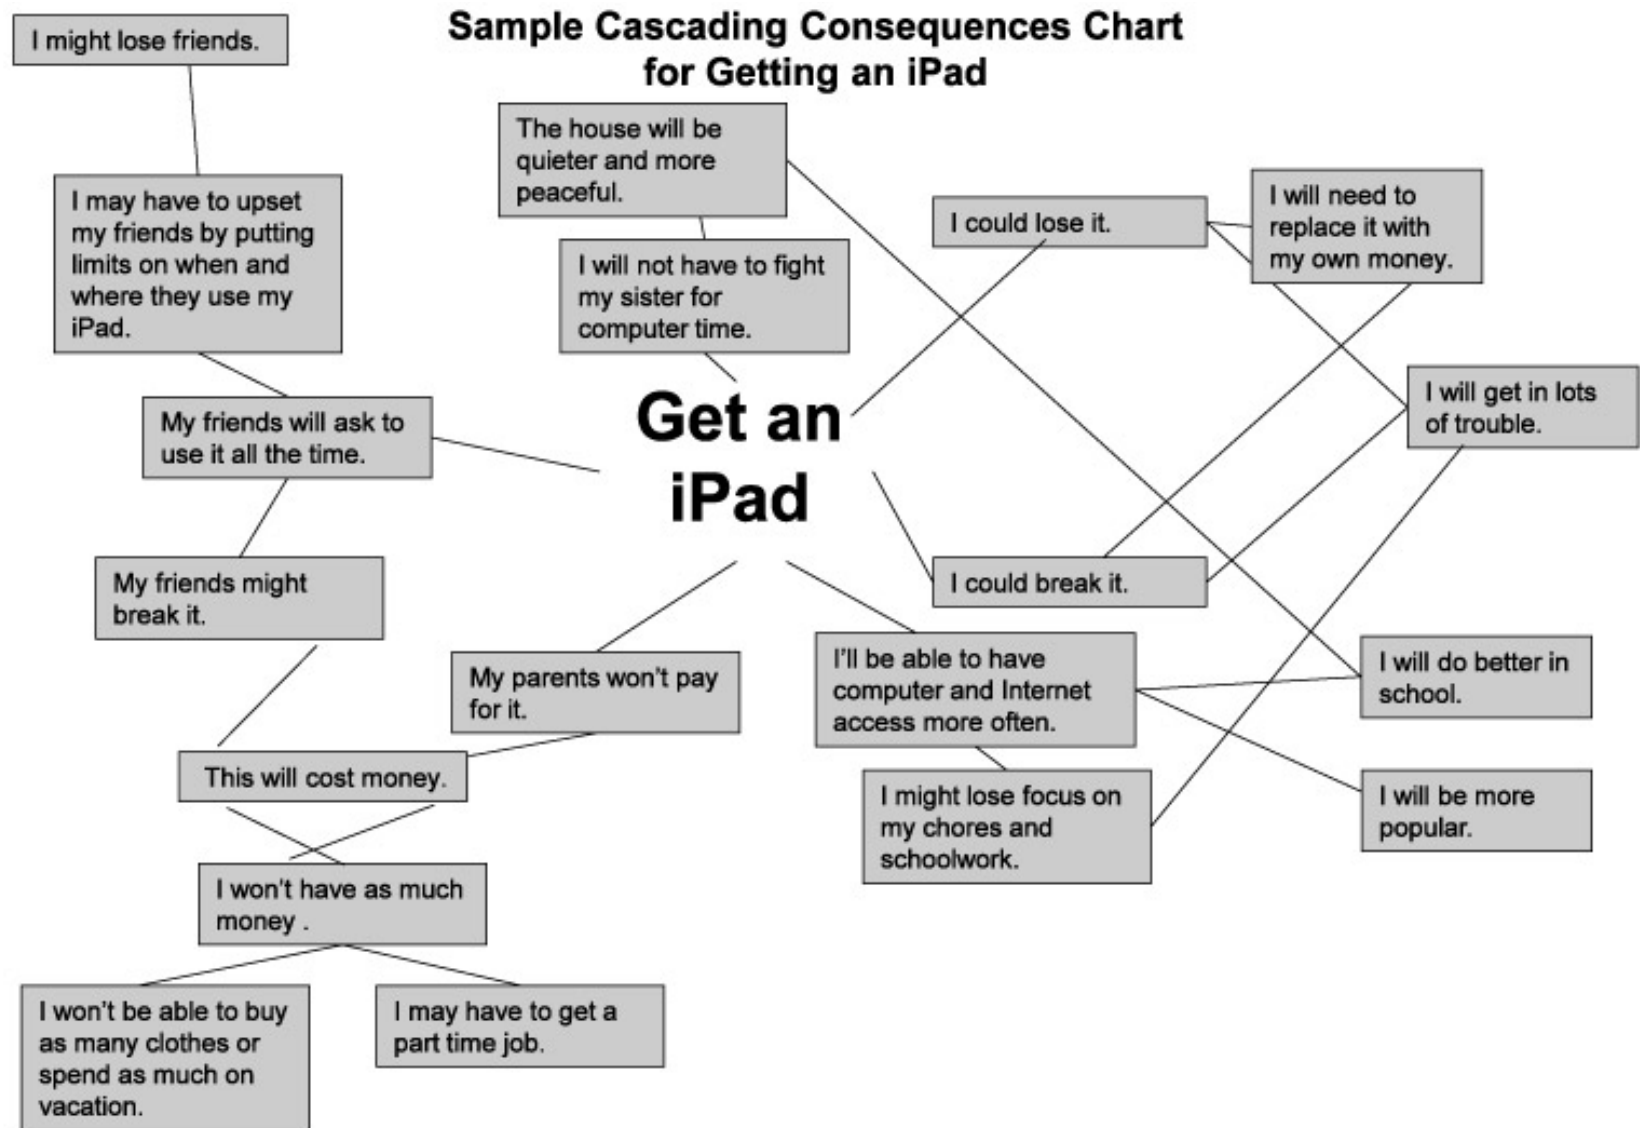 Sample Cascading Consequences Chart
for Getting an iPad
I might lose friends.
I may have to upset
my friends by putting
limits on when and
where they use my
iPad.
My friends will ask to
use it all the time.
My friends might
break it.
The house will be
quieter and more
peaceful.
I will not have to fight
my sister for
computer time.
Get an
iPad
I could lose it.
I will need to
replace it with
my own money.
I will get in lots
of trouble.
I could break it.
My parents won't pay
for it.
I'll be able to have
computer and Internet
access more often.
I will do better in
school.
I might lose focus on
my chores and
schoolwork.
I will be more
popular.
This will cost money.
I won't have as much
money .
I won't be able to buy
as many clothes or
spend as much on
vacation.
I may have to get a
part time job.